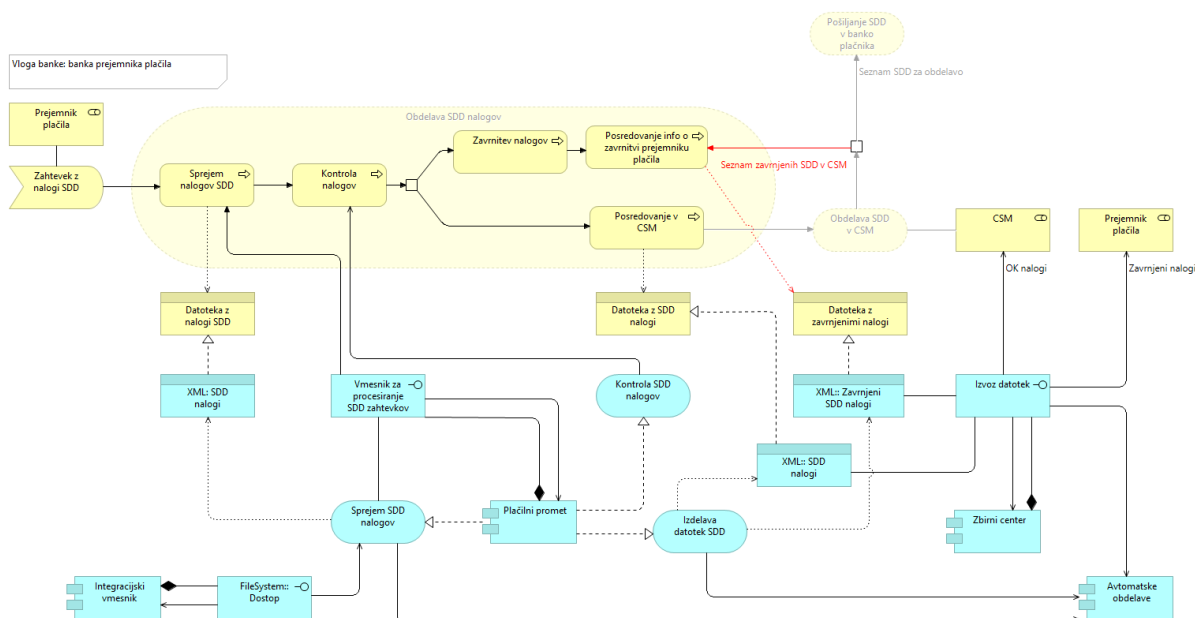 Pošiljanje SDD
v banko
plačnika
Vloga banke: banka prejemnika plačila
Seznam SDD za obdelavo
Prejemnik
plačila
Obdelava SDD nalogov
Zahtevek z
nalogi SDD
Sprejem
nalogov SDD
Kontrola
nalogov
Zavrnitev nalogov
Posredovanje info o
zavrnitvi prejemniku
plačila
Seznam zavrnjenih SDD v CSM
Posredovanje v
CSM
Obdelava SDD
v CSM
CSM
Prejemnik
plačila
OK nalogi
Zavrnjeni nalogi
Datoteka z
nalogi SDD
Datoteka z SDD
nalogi
Datoteka z
zavrnjenimi nalogi
XML: SDD
nalogi
Vmesnik za
procesiranje
SDD zahtevkov
Kontrola SDD
nalogov
XML:: Zavrnjeni
SDD nalogi
Izvoz datotek
XML:: SDD
nalogi
Sprejem SDD
nalogov
Plačilni promet
Izdelava
datotek SDD
Zbirni center
Integracijski
vmesnik
FileSystem::
Dostop
Avtomatske
obdelave